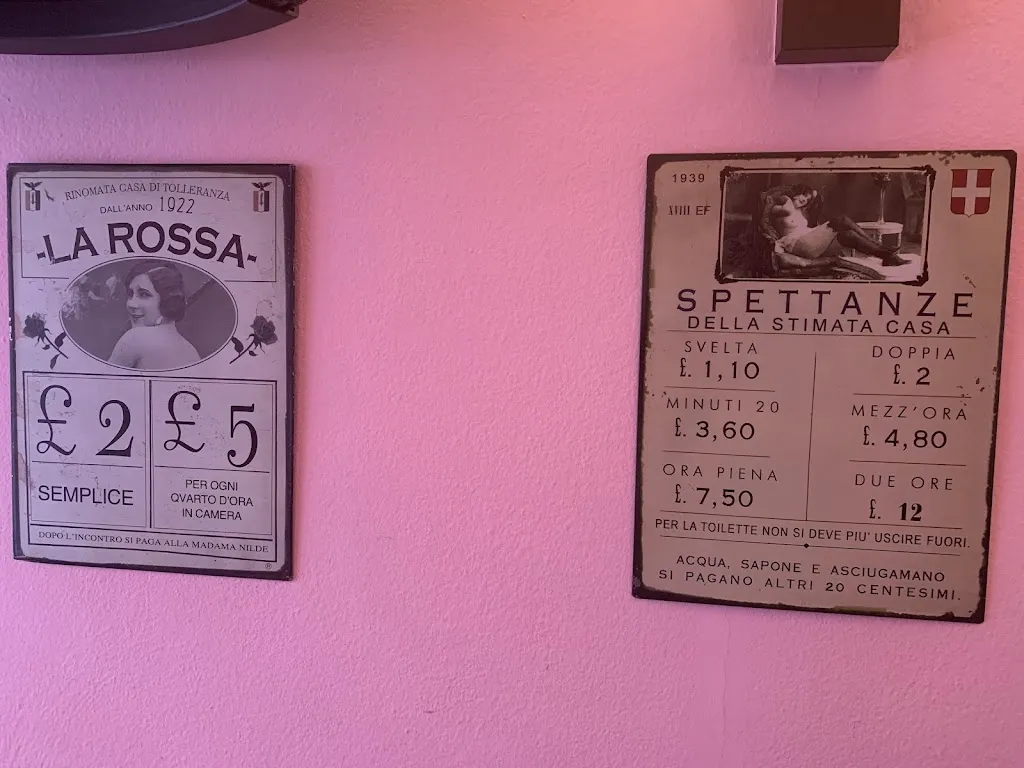 RINOMATA CASA DI TOLLERANZA
DALL'ANNO 1922
-LA ROSSA-
£ 2
SEMPLICE
£ 5
PER OGNI
QVARTO D'ORA
IN CAMERA
DOPO L'INCONTRO SI PAGA ALLA MADAMA NILDE
®
1939
XVIII EF
SPETTANZE
DELLA STIMATA CASA
SVELTA
£. 1,10
DOPPIA
£. 2
MINUTI 20
£. 3,60
MEZZ'ORA
£. 4,80
ORA PIENA
£. 7,50
DUE ORE
£. 12
PER LA TOILETTE NON SI DEVE PIU' USCIRE FUORI.
ACQUA, SAPONE E ASCIUGAMANO
SI PAGANO ALTRI 20 CENTESIMI.